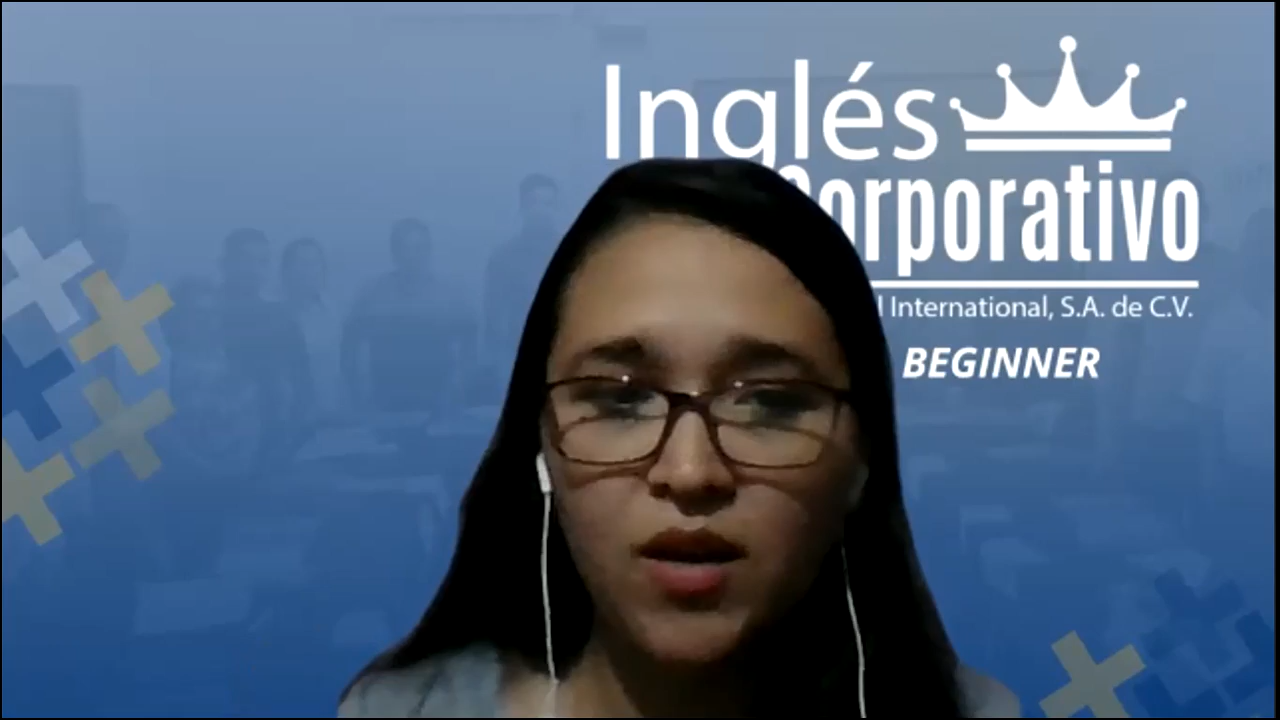 Inglés
Corporativo
International, S.A. de C.V.
BEGINNER